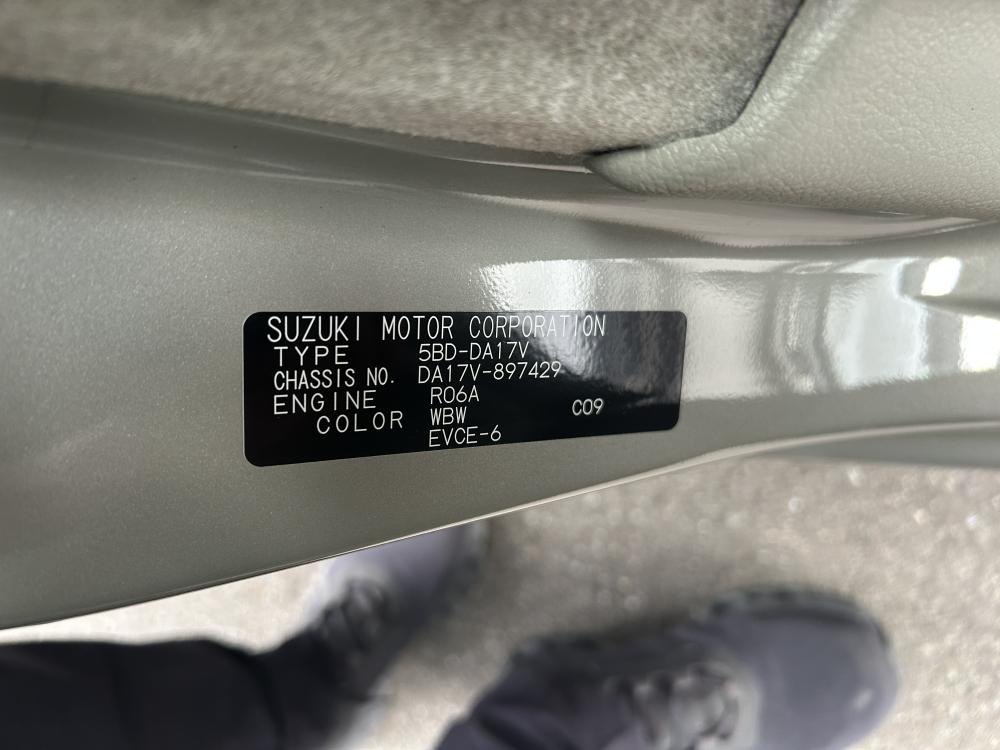 SUZUKI MOTOR CORPORATION
TYPE 5BD-DA17V
CHASSIS NO. DA17V-897429
ENGINE R06A
COLOR WBW C09
EVCE-6